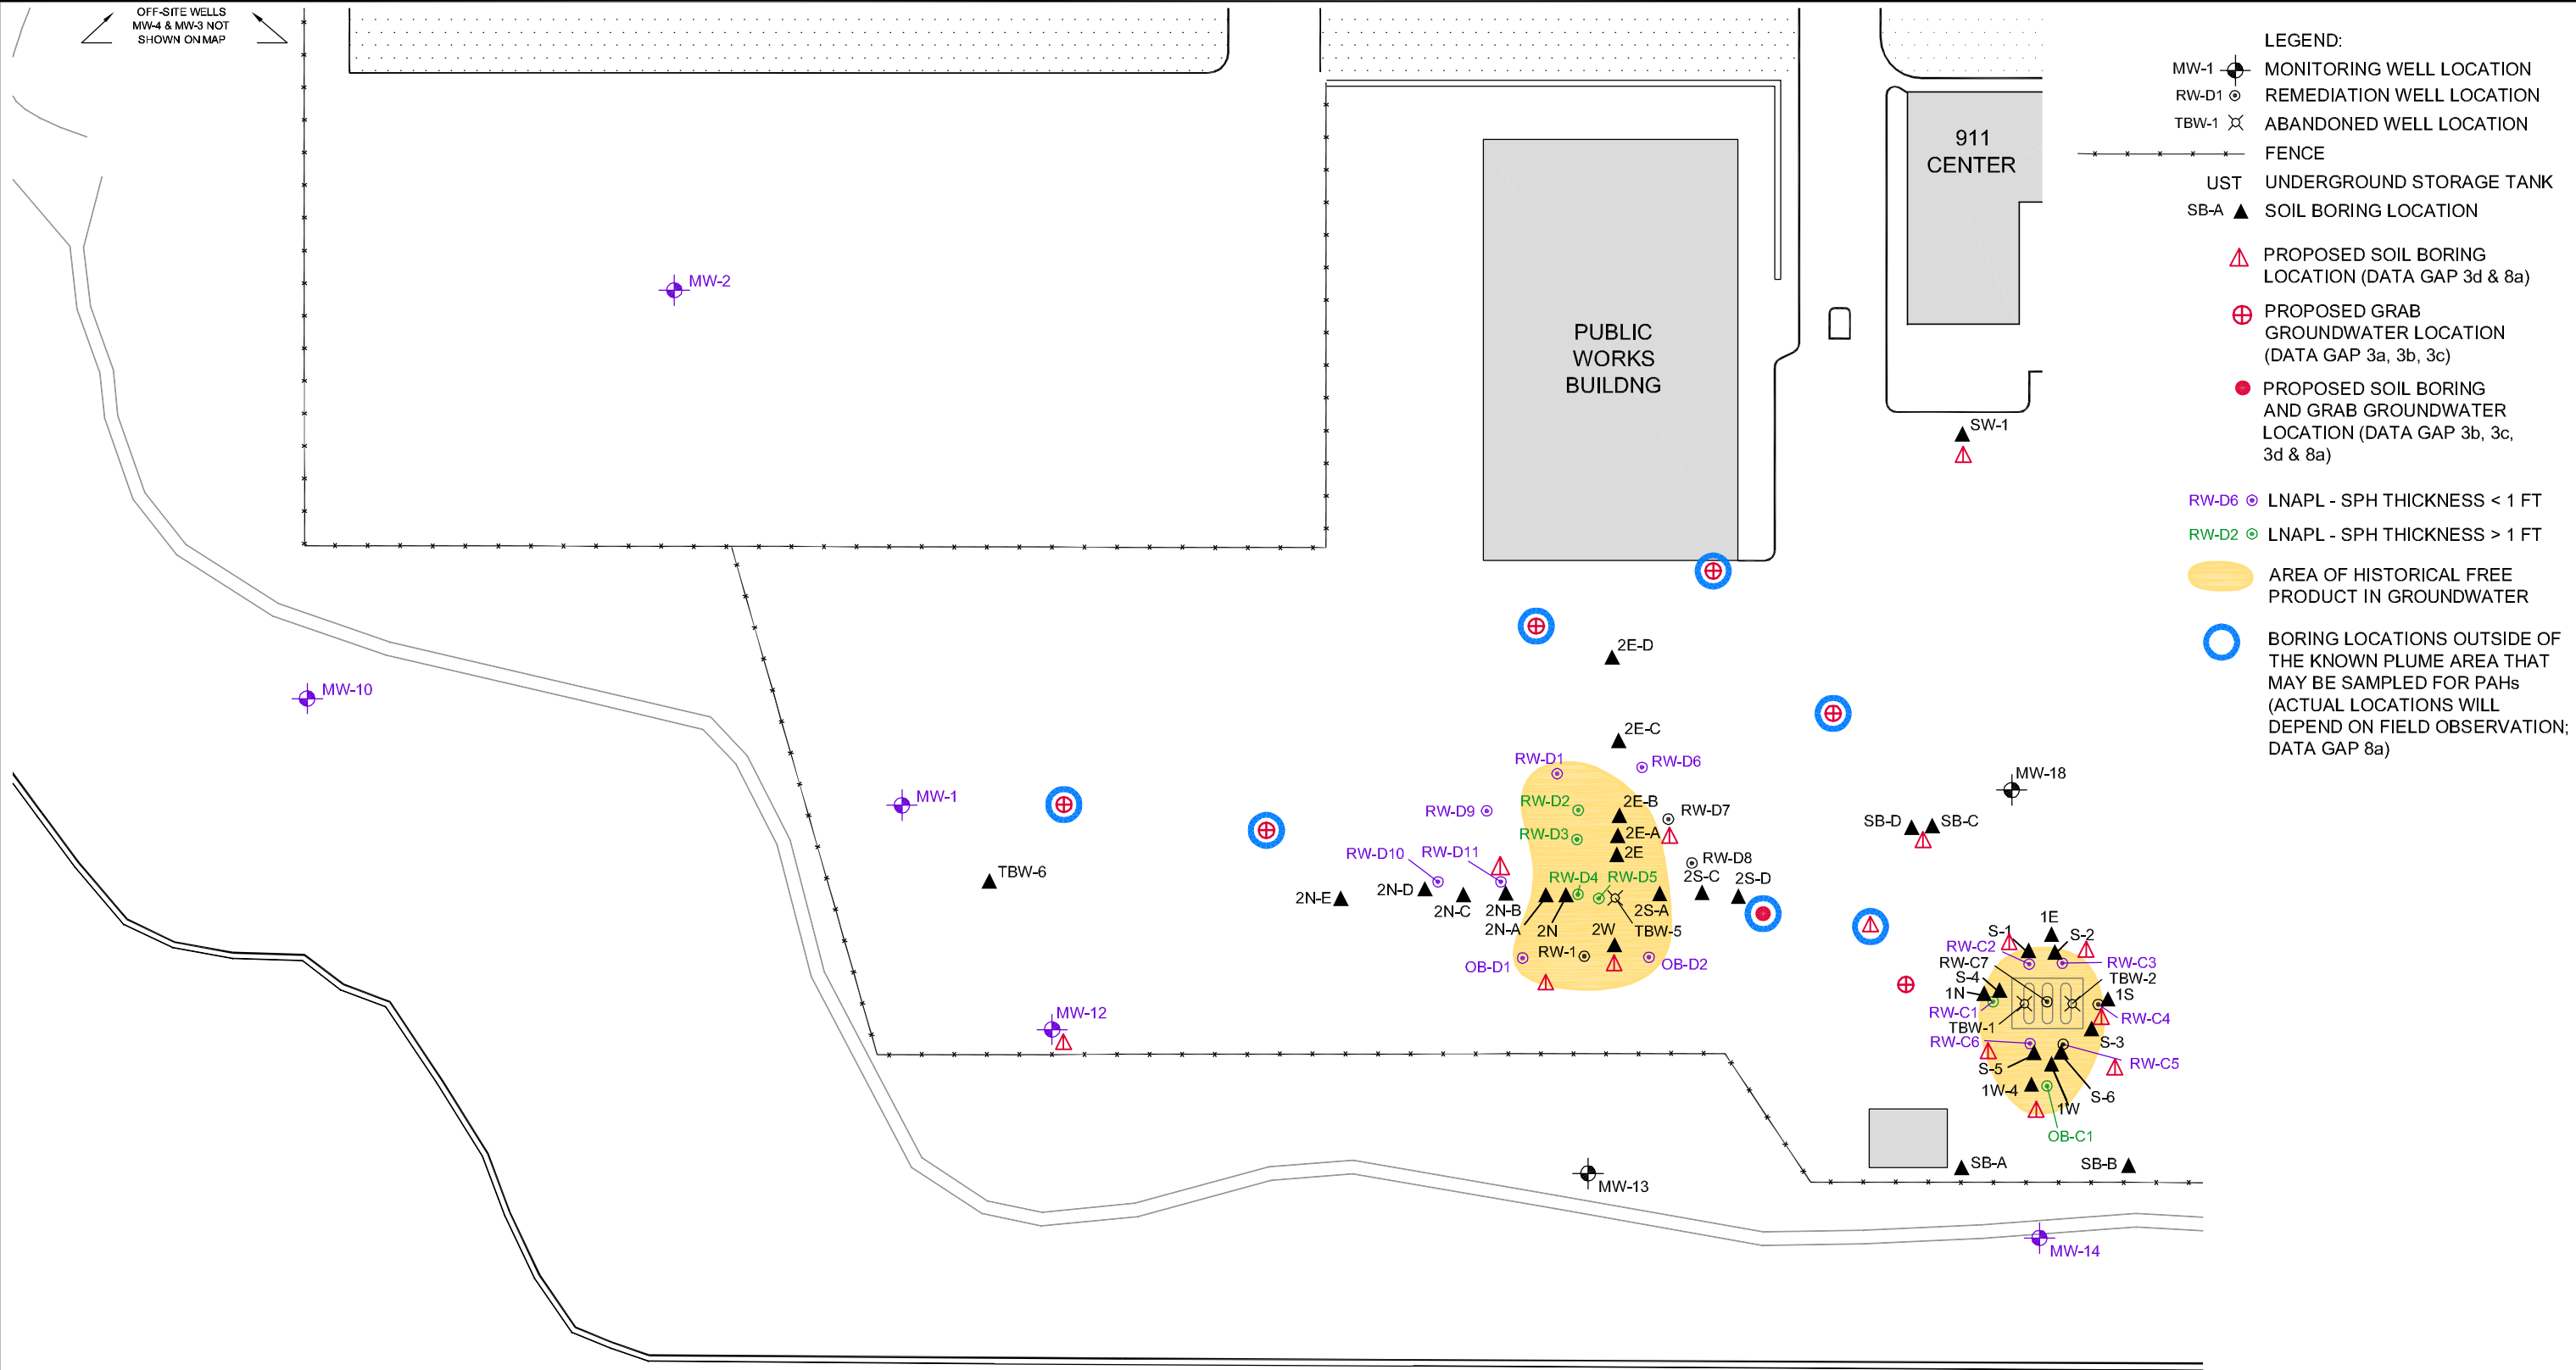 OFF-SITE WELLS
MW-4 & MW-3 NOT
SHOWN ON MAP
LEGEND:
MW-1 MONITORING WELL LOCATION
RW-D1 REMEDIATION WELL LOCATION
TBW-1 ABANDONED WELL LOCATION
FENCE
UST UNDERGROUND STORAGE TANK
SB-A SOIL BORING LOCATION
PROPOSED SOIL BORING
LOCATION (DATA GAP 3d & 8a)
PROPOSED GRAB
GROUNDWATER LOCATION
(DATA GAP 3a, 3b, 3c)
PROPOSED SOIL BORING
AND GRAB GROUNDWATER
LOCATION (DATA GAP 3b, 3c,
3d & 8a)
RW-D6 LNAPL - SPH THICKNESS < 1 FT
RW-D2 LNAPL - SPH THICKNESS > 1 FT
AREA OF HISTORICAL FREE
PRODUCT IN GROUNDWATER
BORING LOCATIONS OUTSIDE OF
THE KNOWN PLUME AREA THAT
MAY BE SAMPLED FOR PAHs
(ACTUAL LOCATIONS WILL
DEPEND ON FIELD OBSERVATION;
DATA GAP 8a)
911
CENTER
PUBLIC
WORKS
BUILDNG
MW-2
SW-1
2E-D
MW-10
2E-C
RW-D1
RW-D6
MW-18
MW-1
RW-D2
2E-B
RW-D9
RW-D7
SB-D
SB-C
RW-D3
2E-A
RW-D10
RW-D11
2E
RW-D8
TBW-6
RW-D4
RW-D5
2S-C
2S-D
2N-E
2N-D
2N-C
2N-B
2S-A
2N-A
2N
2W
TBW-5
1E
S-1
S-2
RW-C2
RW-1
OB-D1
OB-D2
RW-C7
RW-C3
S-4
TBW-2
1N
1S
RW-C1
MW-12
TBW-1
RW-C4
RW-C6
S-3
S-5
RW-C5
1W-4
S-6
1W
OB-C1
SB-A
SB-B
MW-13
MW-14